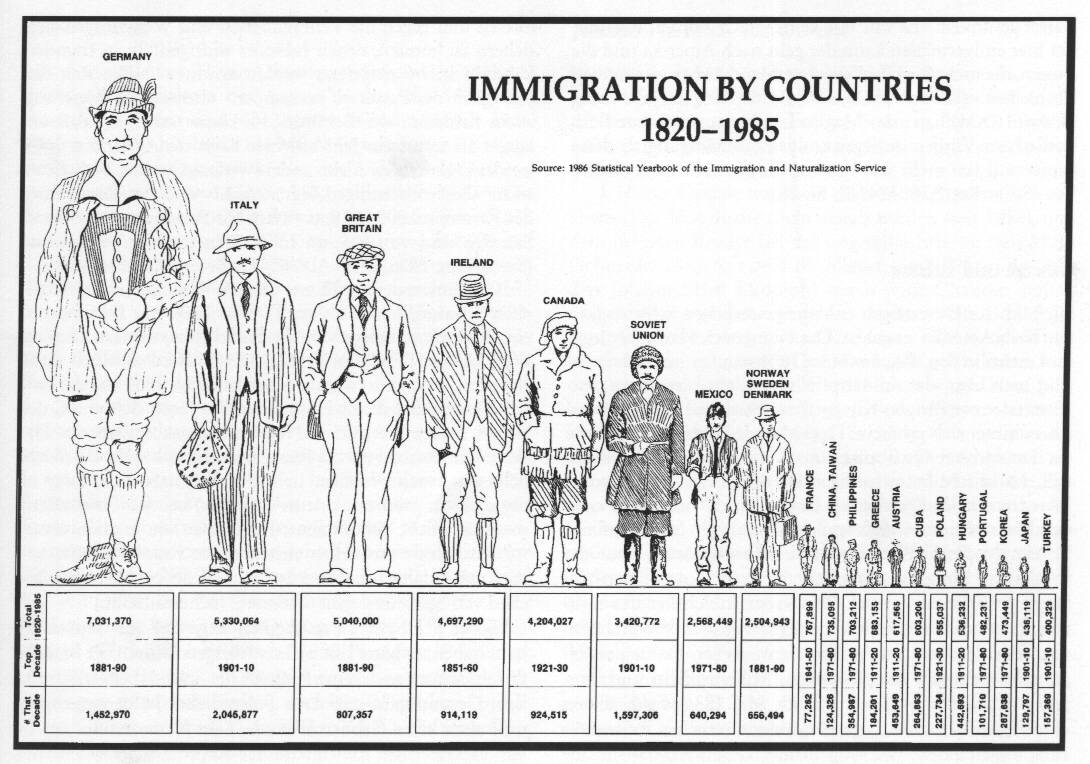 GERMANY
IMMIGRATION BY COUNTRIES
1820–1985
Source: 1986 Statistical Yearbook of the Immigration and Naturalization Service
ITALY
GREAT
BRITAIN
IRELAND
CANADA
SOVIET
UNION
MEXICO
NORWAY
SWEDEN
DENMARK
FRANCE
CHINA, TAIWAN
PHILIPPINES
GREECE
AUSTRIA
CUBA
POLAND
HUNGARY
PORTUGAL
KOREA
JAPAN
TURKEY
Total
1820-1985
7,031,370 5,330,064 5,040,000 4,697,290 4,204,027 3,420,772 2,568,449 2,504,943 767,899 735,095 703,312 683,155 617,665 603,206 555,037 536,232 482,231 473,449 436,119 400,229
Top
Decade
1881-90 1901-10 1881-90 1851-60 1921-30 1901-10 1971-80 1881-90 1841-50 1971-80 1971-80 1911-20 1911-20 1971-80 1921-30 1911-20 1971-80 1971-80 1901-10 1901-10
# That
Decade
1,452,970 2,045,877 807,357 914,119 924,515 1,597,306 640,294 656,494 77,262 124,326 354,987 184,201 453,649 264,863 227,734 442,693 101,710 267,638 129,797 157,369